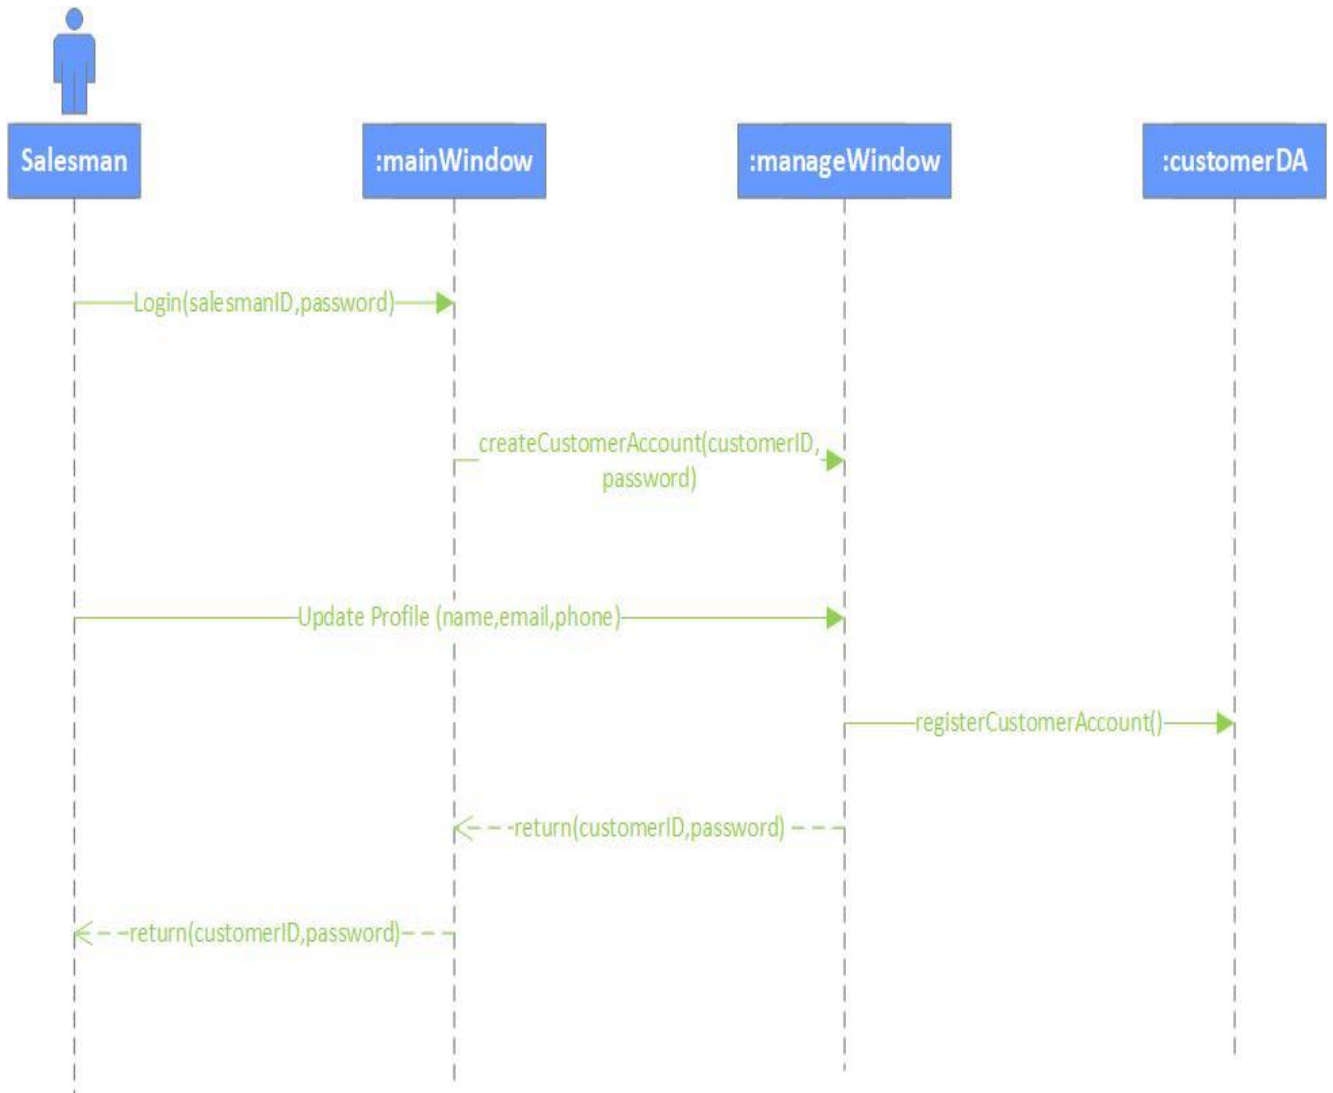 Salesman
:mainWindow
:manageWindow
:customerDA
Login(salesmanID,password)
createCustomerAccount(customerID,
password)
Update Profile (name,email,phone)
registerCustomerAccount()
return(customerID,password)
return(customerID,password)